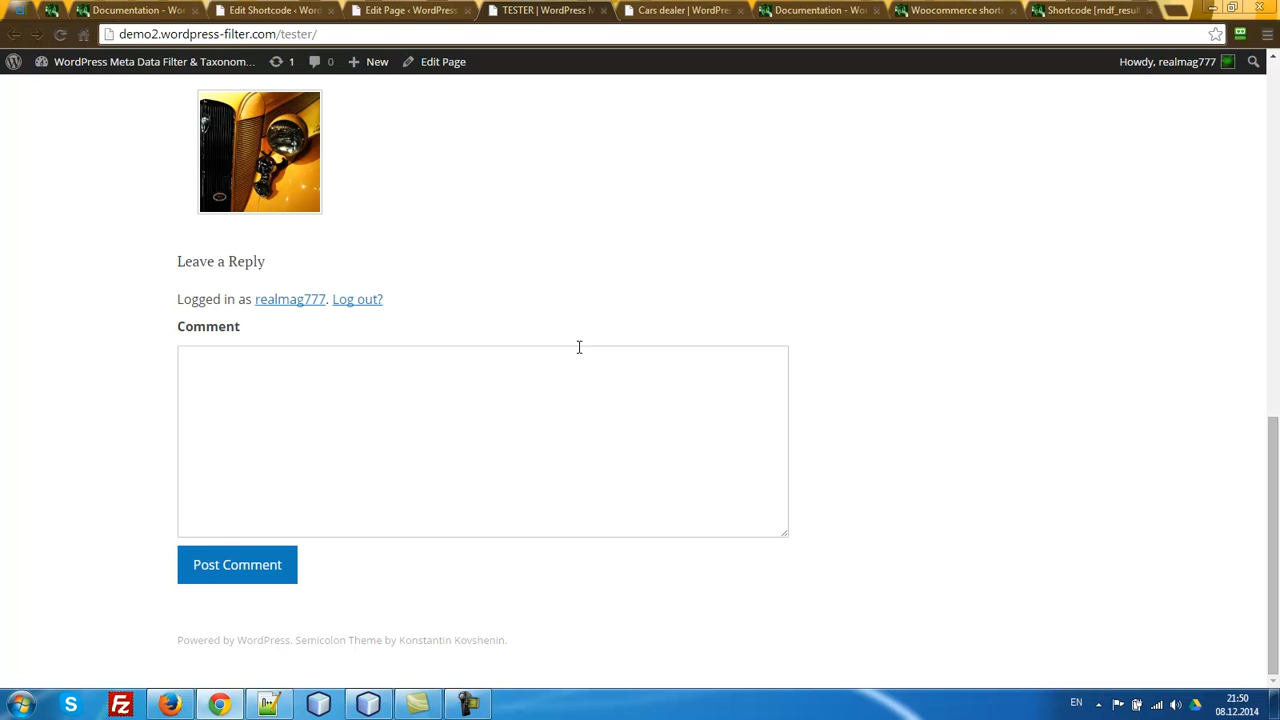 Documentation - Wo
Edit Shortcode ‹ Word
Edit Page ‹ WordPress
TESTER | WordPress M
Cars dealer | WordPre
Documentation - Wo
Woocommerce short
Shortcode [mdf_resul
demo2.wordpress-filter.com/tester/
WordPress Meta Data Filter & Taxonom... 1 0 New Edit Page Howdy, realmag777
Leave a Reply
Logged in as realmag777. Log out?
Comment
Post Comment
Powered by WordPress. Semicolon Theme by Konstantin Kovshenin.
EN
21:50
08.12.2014